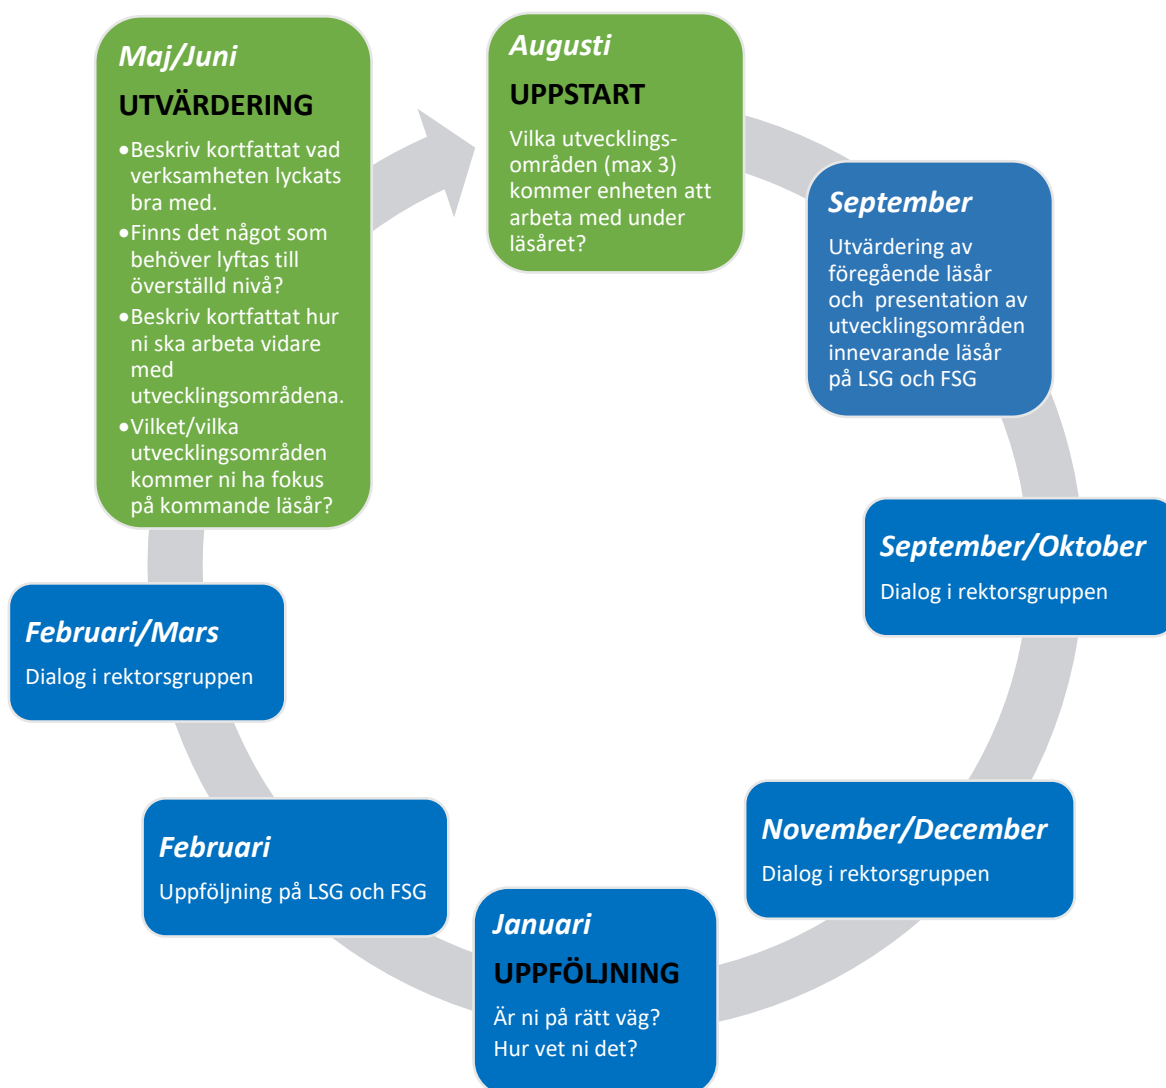 Augusti
UPPSTART
Vilka utvecklings-
områden (max 3)
kommer enheten att
arbeta med under
läsåret?
September
Utvärdering av
föregående läsår
och  presentation av
utvecklingsområden
innevarande läsår
på LSG och FSG
September/Oktober
Dialog i rektorsgruppen
November/December
Dialog i rektorsgruppen
Januari
UPPFÖLJNING
Är ni på rätt väg?
Hur vet ni det?
Februari
Uppföljning på LSG och FSG
Februari/Mars
Dialog i rektorsgruppen
Maj/Juni
UTVÄRDERING
•Beskriv kortfattat vad
verksamheten lyckats
bra med.
•Finns det något som
behöver lyftas till
överställd nivå?
•Beskriv kortfattat hur
ni ska arbeta vidare
med
utvecklingsområdena.
•Vilket/vilka
utvecklingsområden
kommer ni ha fokus
på kommande läsår?